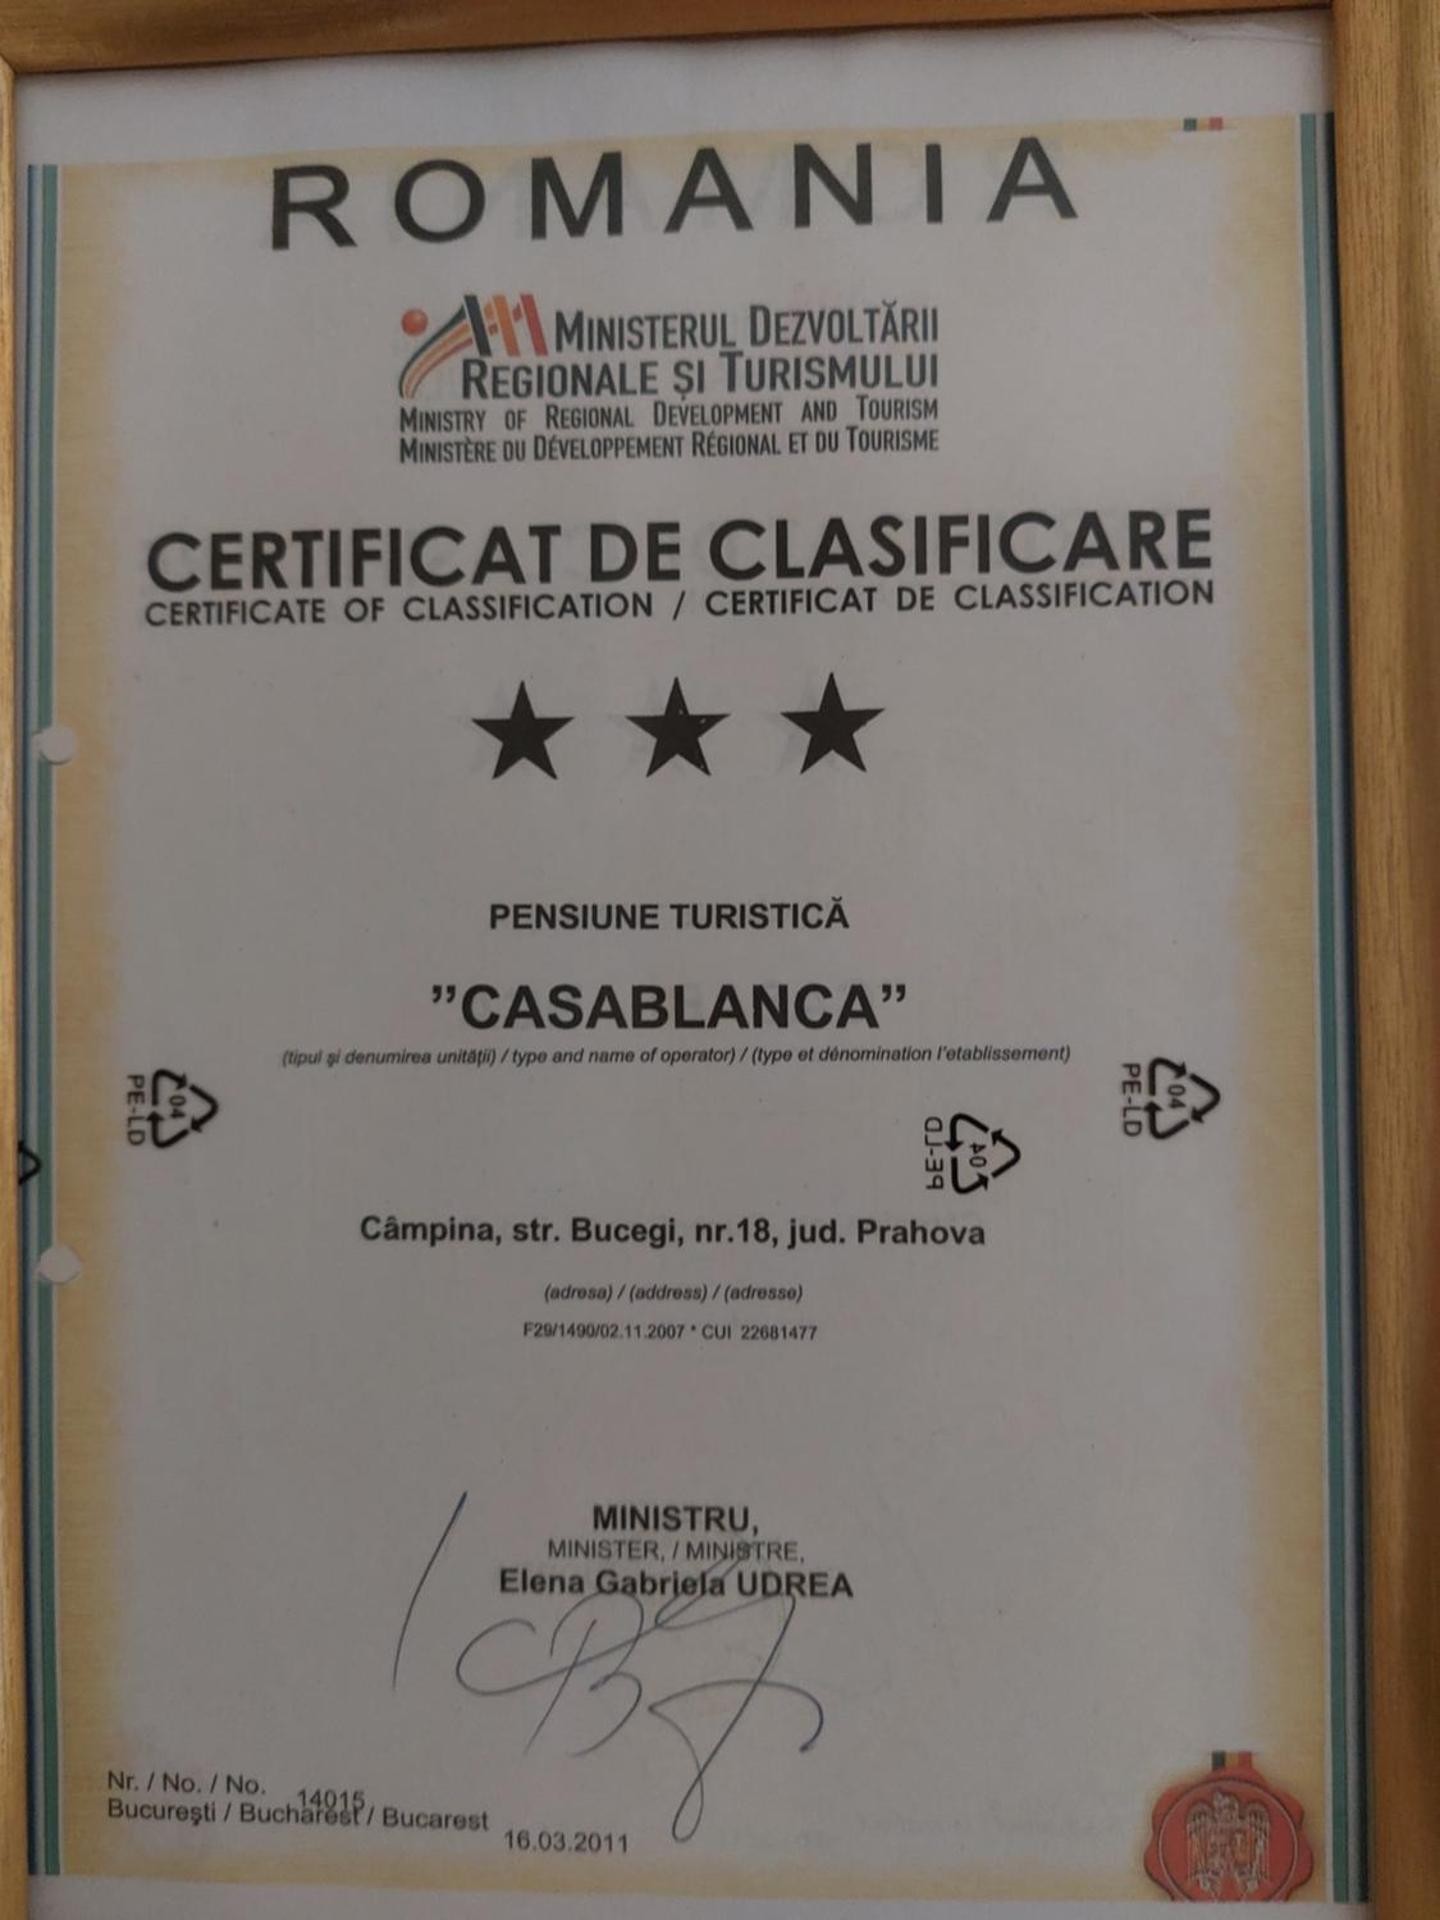 ROMANIA
MINISTERUL DEZVOLTĂRII
REGIONALE ȘI TURISMULUI
MINISTRY OF REGIONAL DEVELOPMENT AND TOURISM
MINISTÈRE DU DÉVELOPPEMENT RÉGIONAL ET DU TOURISME
CERTIFICAT DE CLASIFICARE
CERTIFICATE OF CLASSIFICATION / CERTIFICAT DE CLASSIFICATION
PENSIUNE TURISTICĂ
”CASABLANCA”
(tipul și denumirea unității) / type and name of operator) / (type et dénomination l'etablissement)
04
PE-LD
04
PE-LD
04
PE-LD
Câmpina, str. Bucegi, nr.18, jud. Prahova
(adresa) / (address) / (adresse)
F29/1490/02.11.2007 * CUI 22681477
MINISTRU,
MINISTER, / MINISTRE,
Elena Gabriela UDREA
Nr. / No. / No. 14015
București / Bucharest / Bucarest
16.03.2011